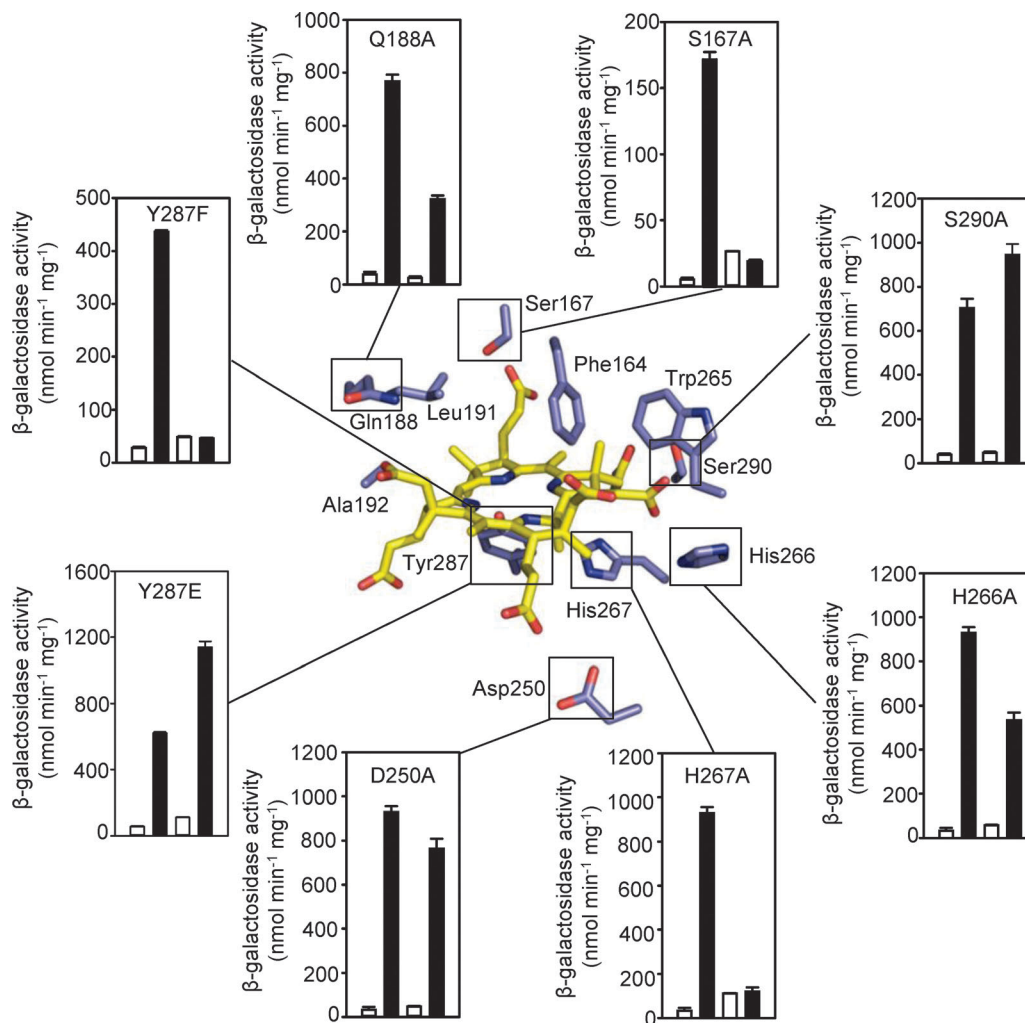 Q188A
β-galactosidase activity
(nmol min⁻¹ mg⁻¹)
1000
800
600
400
200
0
S167A
β-galactosidase activity
(nmol min⁻¹ mg⁻¹)
200
150
100
50
0
Y287F
β-galactosidase activity
(nmol min⁻¹ mg⁻¹)
500
400
300
200
100
0
S290A
β-galactosidase activity
(nmol min⁻¹ mg⁻¹)
1200
1000
800
600
400
200
0
Ser167
Phe164
Trp265
Gln188
Leu191
Ser290
Ala192
Tyr287
His267
His266
Asp250
Y287E
β-galactosidase activity
(nmol min⁻¹ mg⁻¹)
1600
1200
800
400
0
H266A
β-galactosidase activity
(nmol min⁻¹ mg⁻¹)
1200
1000
800
600
400
200
0
D250A
β-galactosidase activity
(nmol min⁻¹ mg⁻¹)
1200
1000
800
600
400
200
0
H267A
β-galactosidase activity
(nmol min⁻¹ mg⁻¹)
1200
1000
800
600
400
200
0